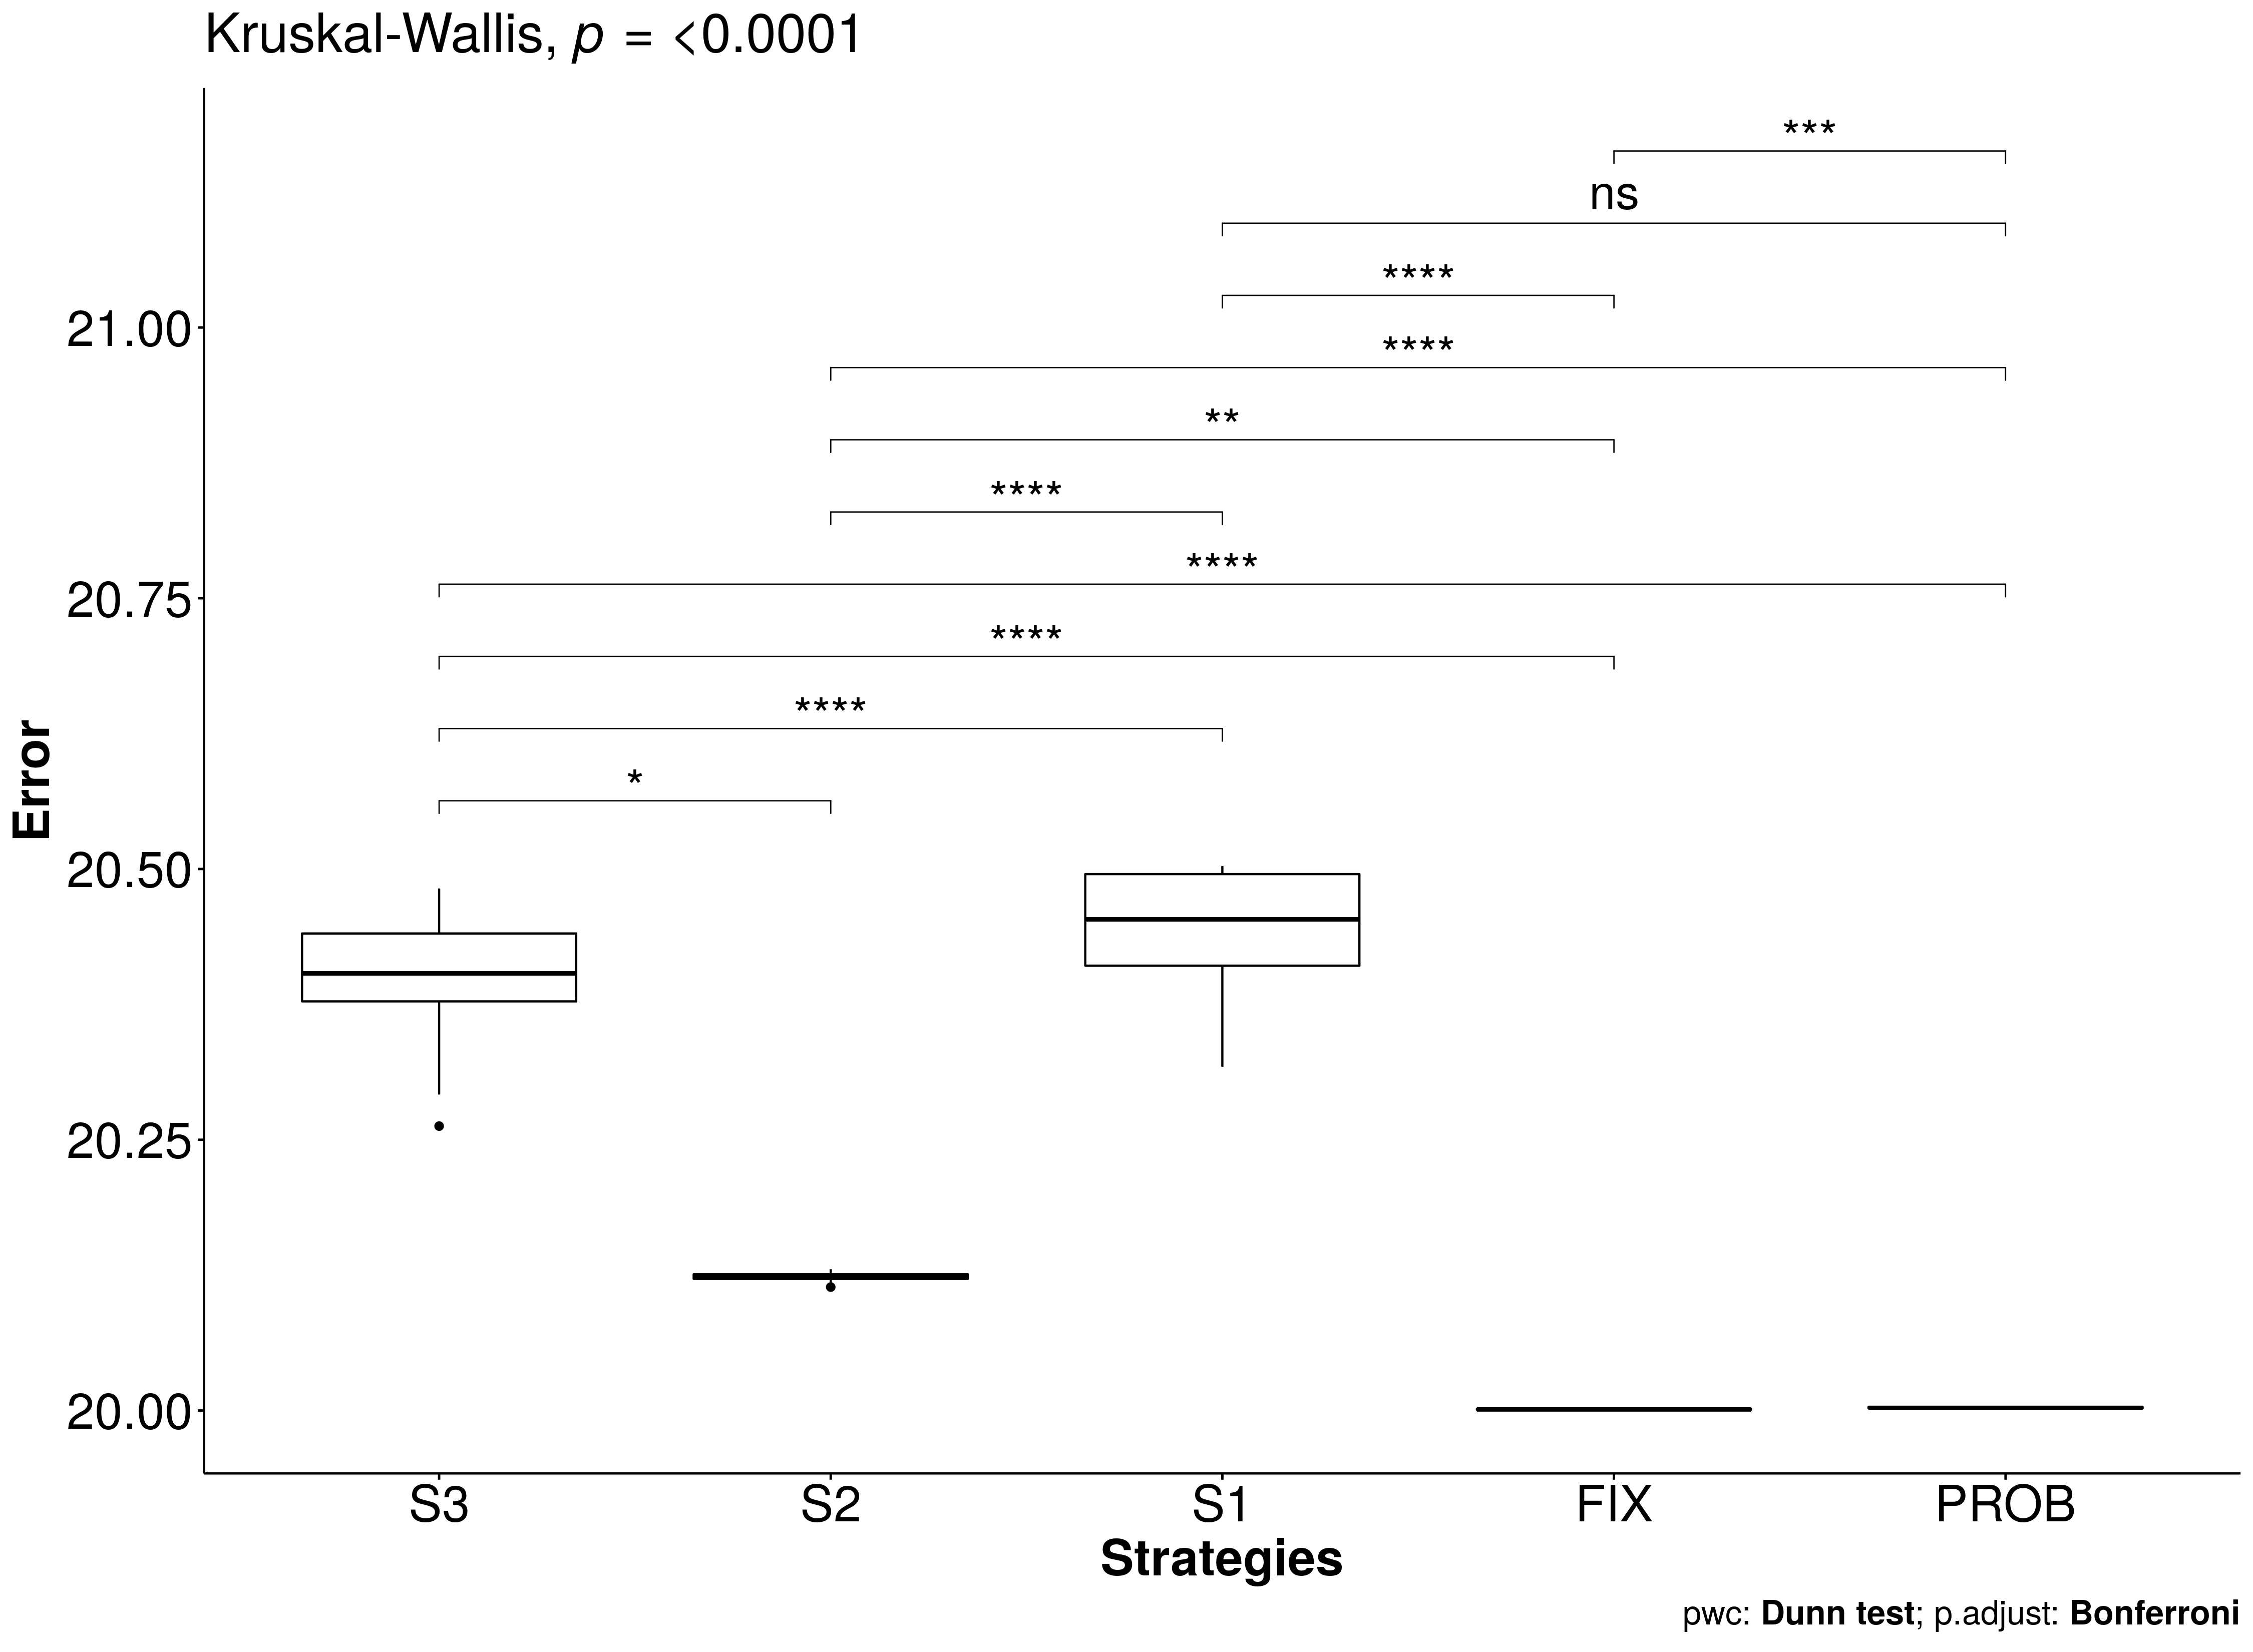 Kruskal-Wallis, p = <0.0001
***
ns
****
****
**
****
****
****
****
*
21.00
20.75
20.50
20.25
20.00
Error
S3 S2 S1 FIX PROB
Strategies
pwc: Dunn test; p.adjust: Bonferroni